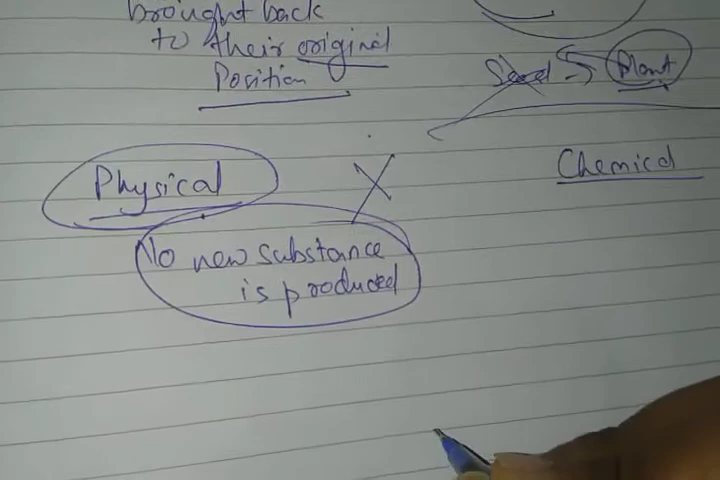 brought back
to their original
Position
Seed Plant
Physical
Chemical
No new substance
is produced